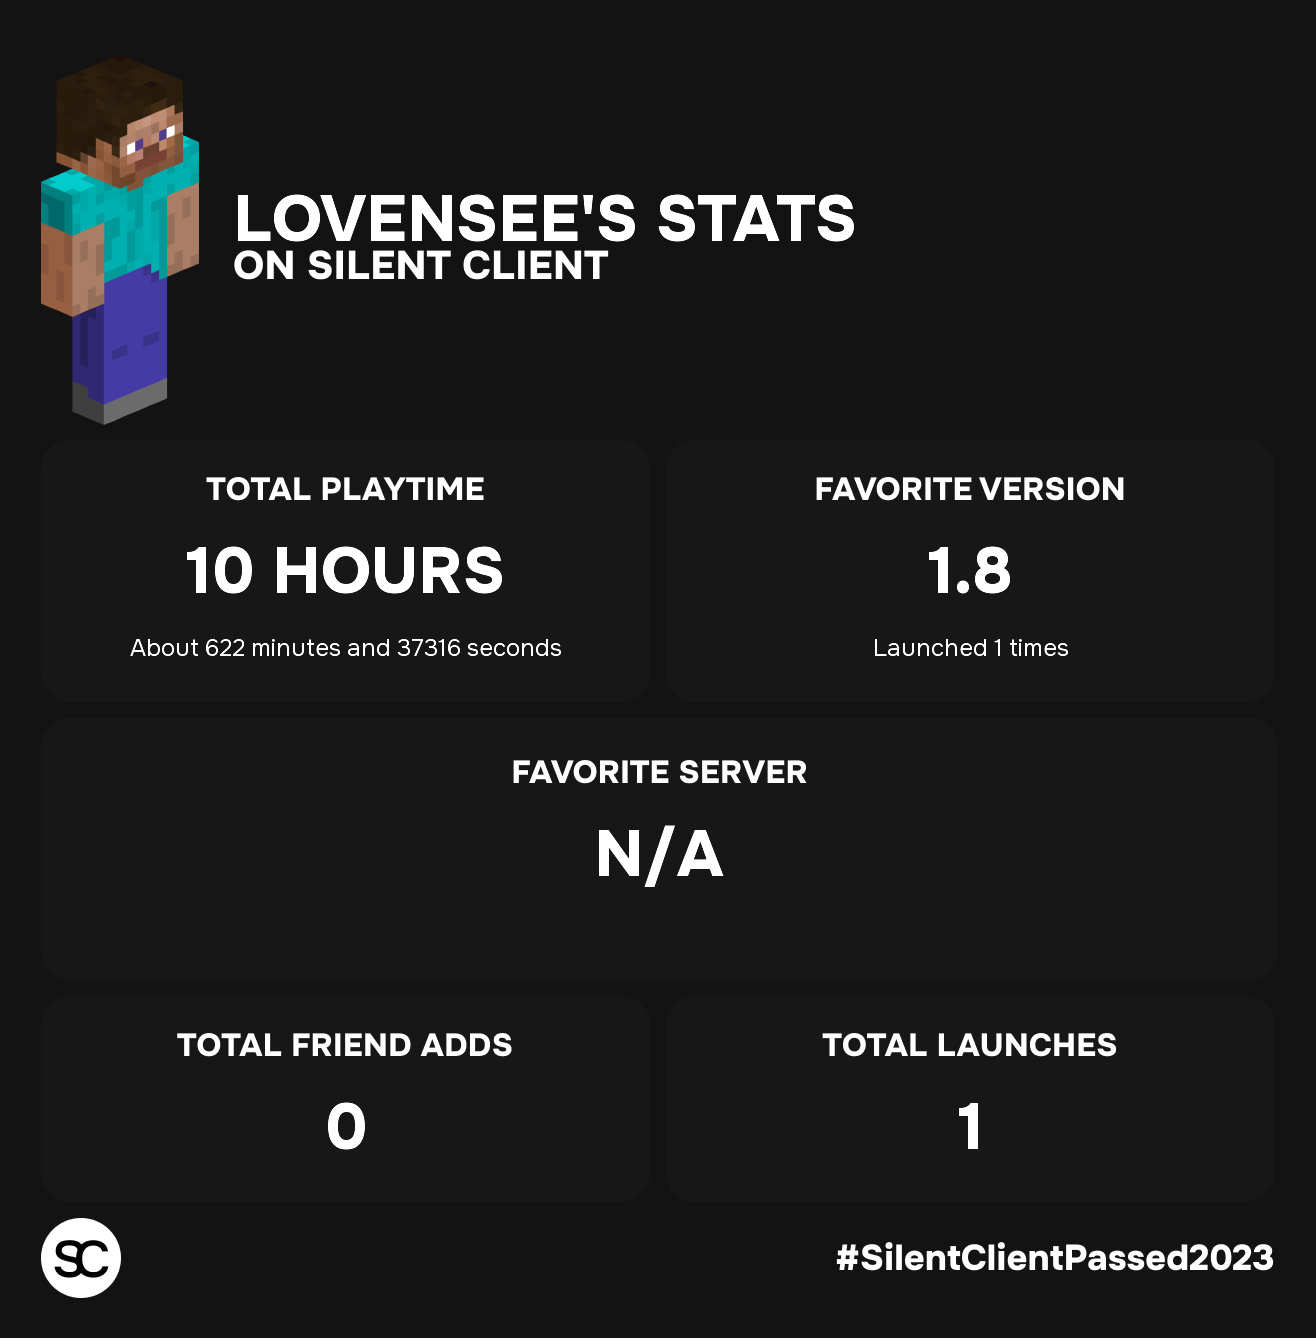 LOVENSEE'S STATS
ON SILENT CLIENT
TOTAL PLAYTIME
10 HOURS
About 622 minutes and 37316 seconds
FAVORITE VERSION
1.8
Launched 1 times
FAVORITE SERVER
N/A
TOTAL FRIEND ADDS
0
TOTAL LAUNCHES
1
SC
#SilentClientPassed2023